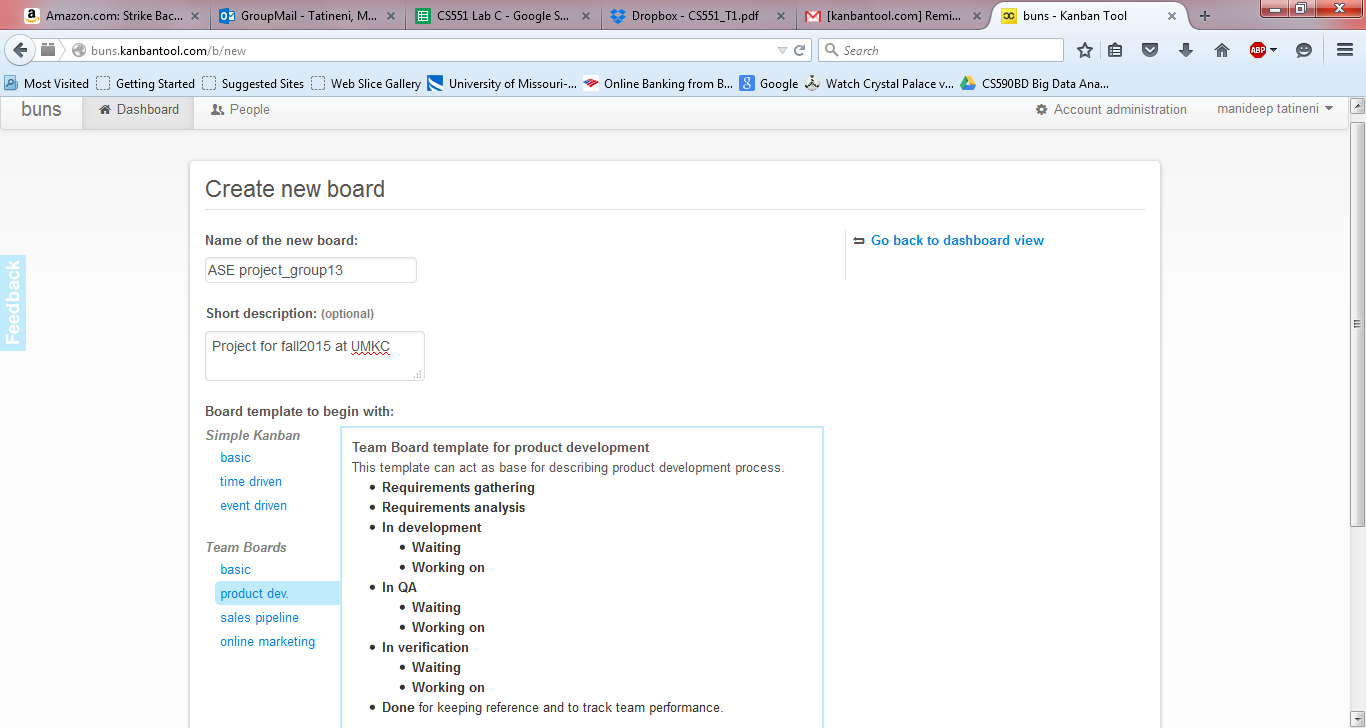 Amazon.com: Strike Bac...
GroupMail - Tatineni, M...
CS551 Lab C - Google S...
Dropbox - CS551_T1.pdf
[kanbantool.com] Remi...
buns - Kanban Tool
buns.kanbantool.com/b/new
Search
ABP
Most Visited
Getting Started
Suggested Sites
Web Slice Gallery
University of Missouri-...
Online Banking from B...
Google
Watch Crystal Palace v...
CS590BD Big Data Ana...
buns
Dashboard
People
Account administration
manideep tatineni
Create new board
Name of the new board:
Go back to dashboard view
ASE project_group13
Feedback
Short description: (optional)
Project for fall2015 at UMKC
Board template to begin with:
Simple Kanban
basic
time driven
event driven
Team Boards
basic
product dev.
sales pipeline
online marketing
Team Board template for product development
This template can act as base for describing product development process.
• Requirements gathering
• Requirements analysis
• In development
• Waiting
• Working on
• In QA
• Waiting
• Working on
• In verification
• Waiting
• Working on
• Done for keeping reference and to track team performance.